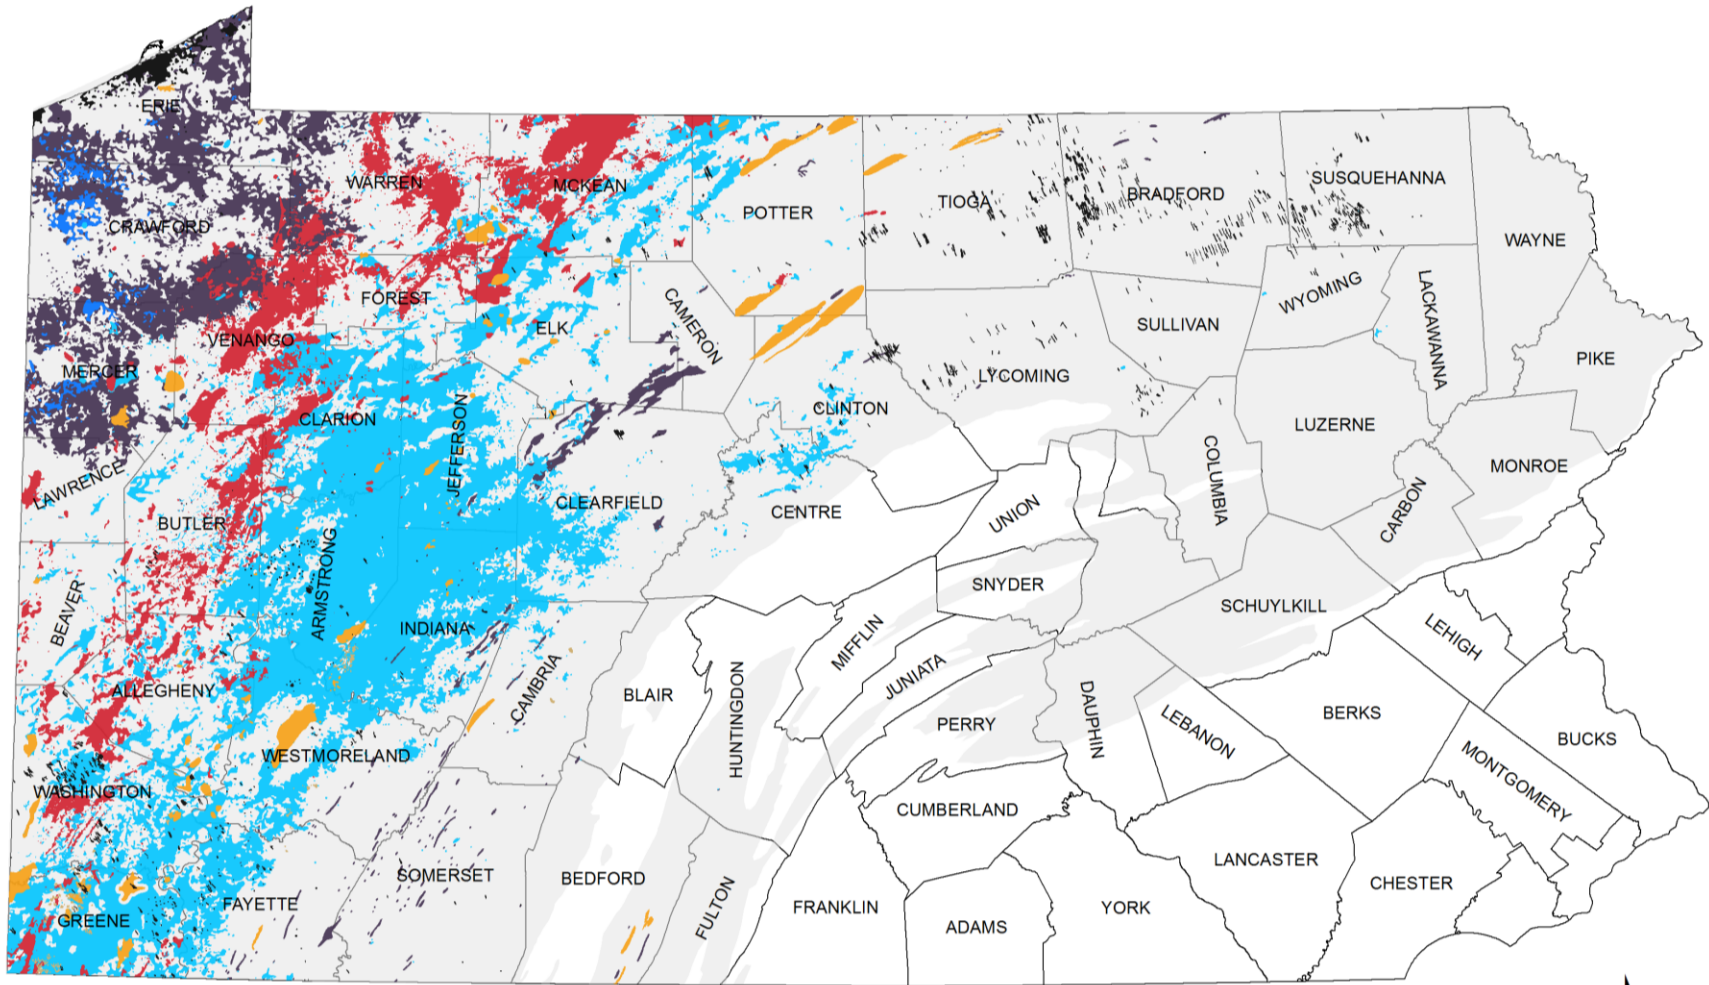 ERIE
WARREN
MCKEAN
SUSQUEHANNA
BRADFORD
TIOGA
POTTER
CRAWFORD
WAYNE
FOREST
CAMERON
WYOMING
LACKAWANNA
ELK
SULLIVAN
VENANGO
PIKE
MERCER
LYCOMING
CLINTON
CLARION
JEFFERSON
LUZERNE
MONROE
COLUMBIA
LAWRENCE
CLEARFIELD
CENTRE
UNION
CARBON
BUTLER
ARMSTRONG
SNYDER
SCHUYLKILL
BEAVER
INDIANA
MIFFLIN
LEHIGH
JUNIATA
CAMBRIA
ALLEGHENY
BLAIR
HUNTINGDON
DAUPHIN
PERRY
LEBANON
BERKS
BUCKS
WESTMORELAND
MONTGOMERY
WASHINGTON
CUMBERLAND
LANCASTER
SOMERSET
BEDFORD
CHESTER
FAYETTE
FULTON
FRANKLIN
YORK
GREENE
ADAMS